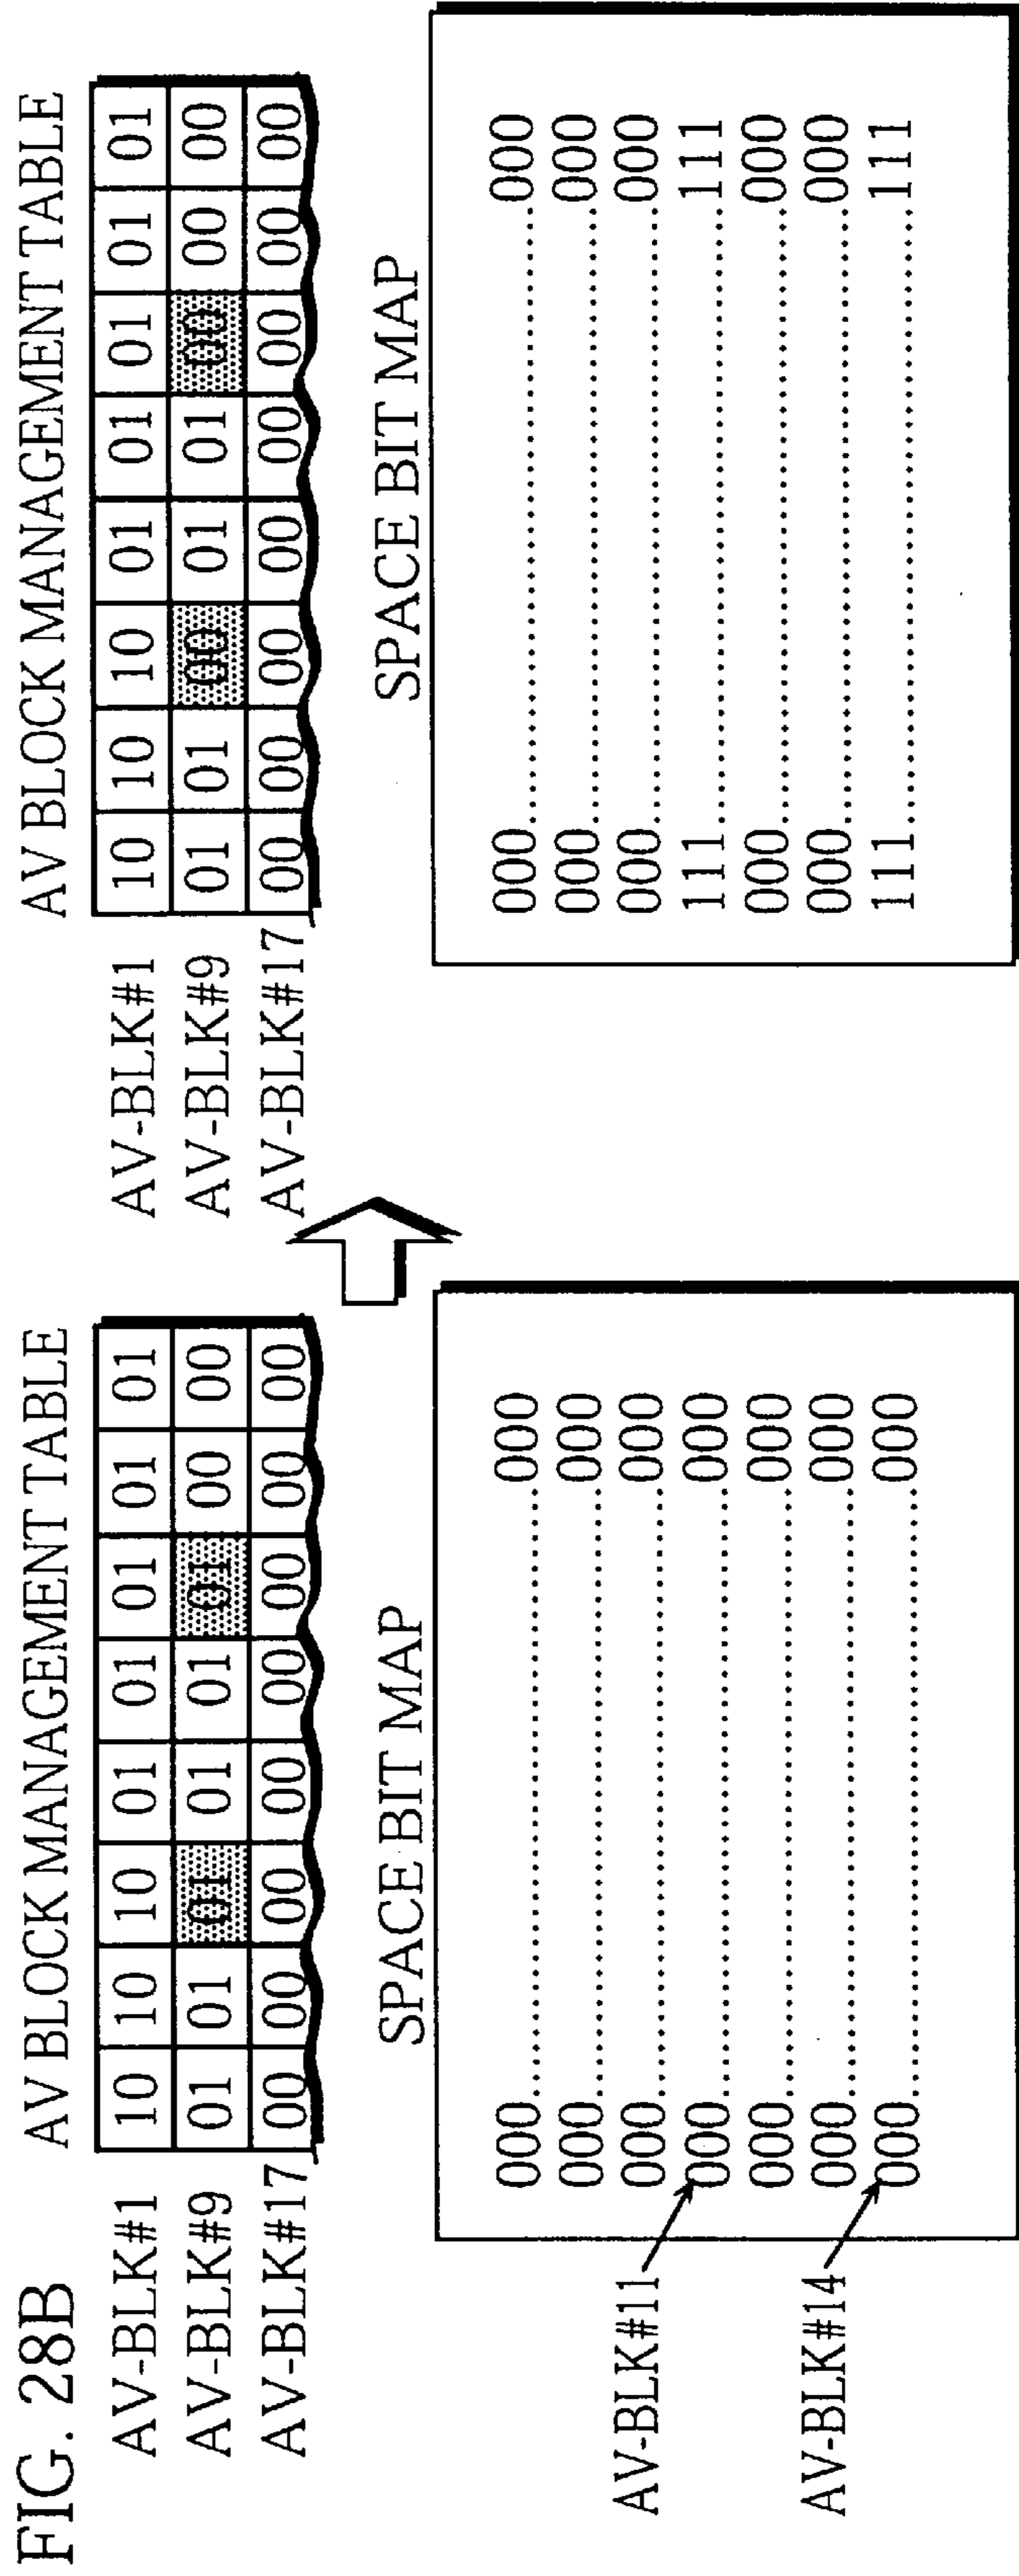 FIG. 28B
AV BLOCK MANAGEMENT TABLE
AV-BLK#1 10 10 10 01 01 01 01 01
AV-BLK#9 01 01 01 01 01 01 00 00
AV-BLK#17 00 00 00 00 00 00 00 00
SPACE BIT MAP
000..........000
000..........000
000..........000
AV-BLK#11 000..........000
000..........000
000..........000
AV-BLK#14 000..........000
AV BLOCK MANAGEMENT TABLE
AV-BLK#1 10 10 10 01 01 01 01 01
AV-BLK#9 01 01 00 01 01 00 00 00
AV-BLK#17 00 00 00 00 00 00 00 00
SPACE BIT MAP
000..........000
000..........000
000..........000
111..........111
000..........000
000..........000
111..........111